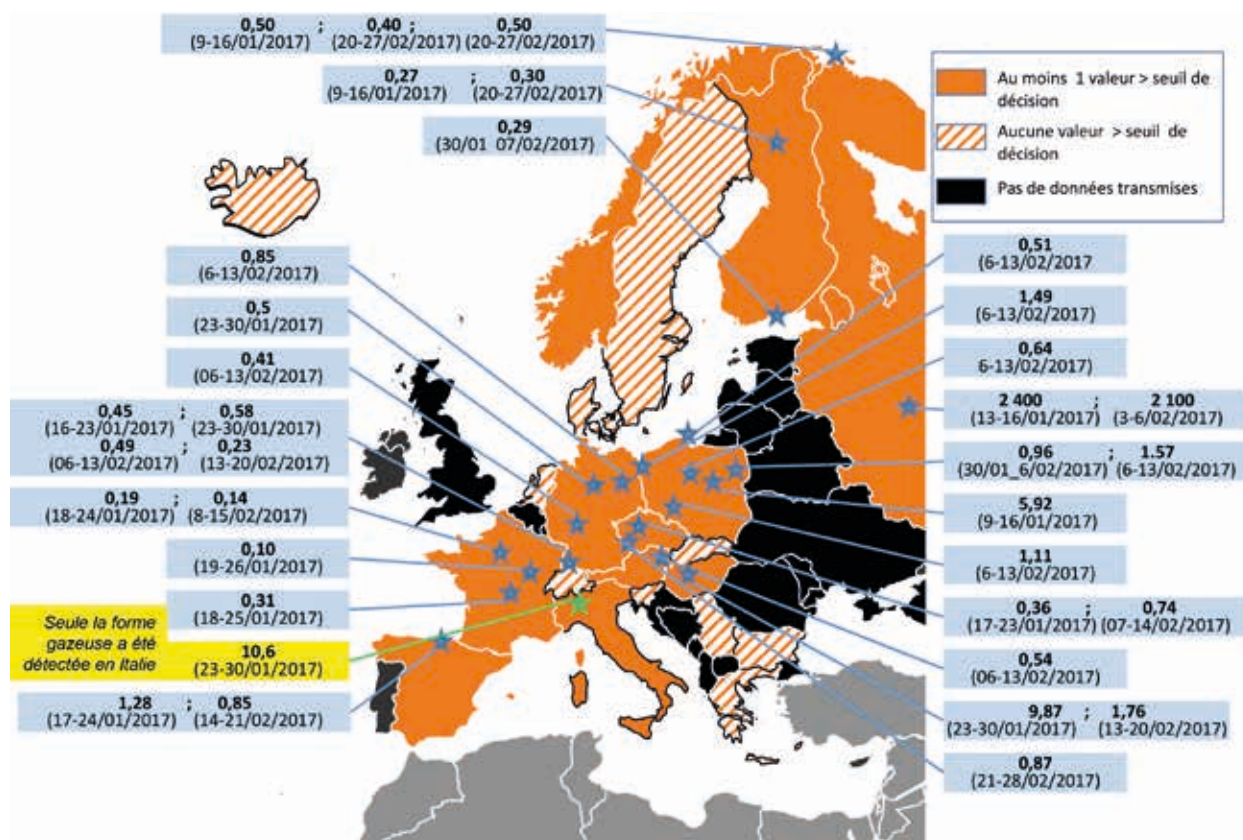 0,50 ; 0,40 ; 0,50
(9-16/01/2017) (20-27/02/2017) (20-27/02/2017)
0,27 ; 0,30
(9-16/01/2017) (20-27/02/2017)
0,29
(30/01 07/02/2017)
Au moins 1 valeur > seuil de
décision
Aucune valeur > seuil de
décision
Pas de données transmises
0,85
(6-13/02/2017)
0,5
(23-30/01/2017)
0,41
(06-13/02/2017)
0,45 ; 0,58
(16-23/01/2017) (23-30/01/2017)
0,49 ; 0,23
(06-13/02/2017) (13-20/02/2017)
0,19 ; 0,14
(18-24/01/2017) (8-15/02/2017)
0,10
(19-26/01/2017)
0,31
(18-25/01/2017)
Seule la forme
gazeuse a été
détectée en Italie
10,6
(23-30/01/2017)
1,28 ; 0,85
(17-24/01/2017) (14-21/02/2017)
0,51
(6-13/02/2017
1,49
(6-13/02/2017)
0,64
6-13/02/2017)
2 400 ; 2 100
(13-16/01/2017) (3-6/02/2017)
0,96 ; 1.57
(30/01_6/02/2017) (6-13/02/2017)
5,92
(9-16/01/2017)
1,11
(6-13/02/2017)
0,36 ; 0,74
(17-23/01/2017) (07-14/02/2017)
0,54
(06-13/02/2017)
9,87 ; 1,76
(23-30/01/2017) (13-20/02/2017)
0,87
(21-28/02/2017)